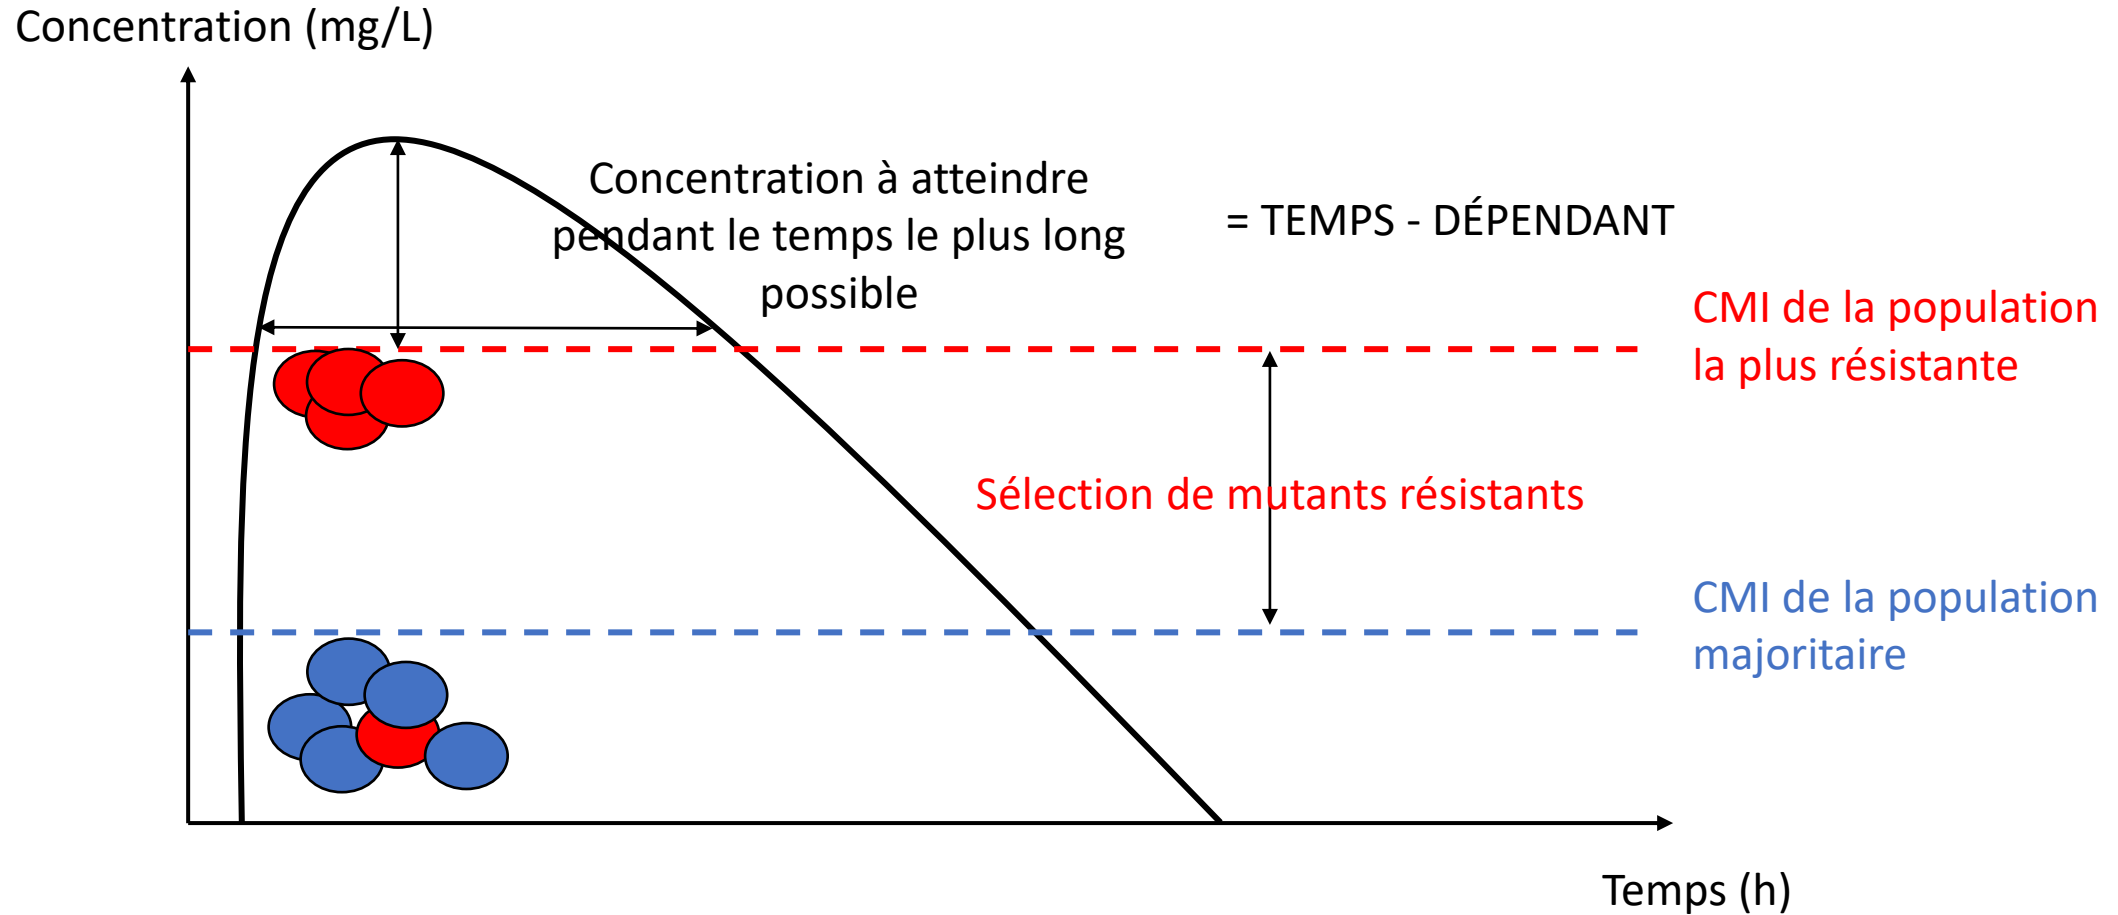 Concentration (mg/L)
Concentration à atteindre
pendant le temps le plus long
possible
= TEMPS - DÉPENDANT
CMI de la population
la plus résistante
Sélection de mutants résistants
CMI de la population
majoritaire
Temps (h)